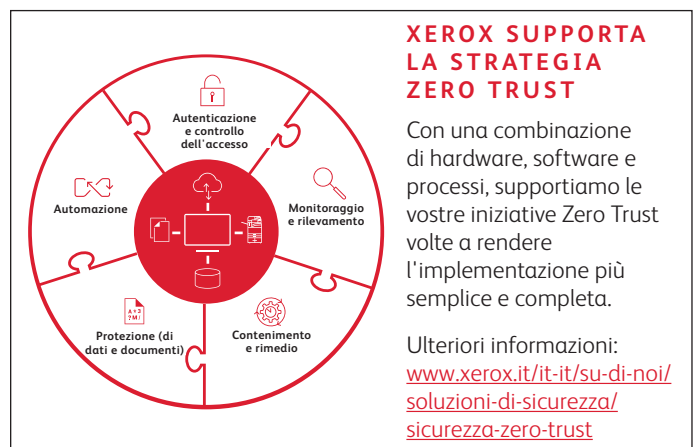 Autenticazione
e controllo
dell'accesso
Monitoraggio
e rilevamento
Contenimento
e rimedio
A+3
?M/
Protezione (di
dati e documenti)
Automazione
XEROX SUPPORTA
LA STRATEGIA
ZERO TRUST
Con una combinazione
di hardware, software e
processi, supportiamo le
vostre iniziative Zero Trust
volte a rendere
l'implementazione più
semplice e completa.
Ulteriori informazioni:
www.xerox.it/it-it/su-di-noi/
soluzioni-di-sicurezza/
sicurezza-zero-trust